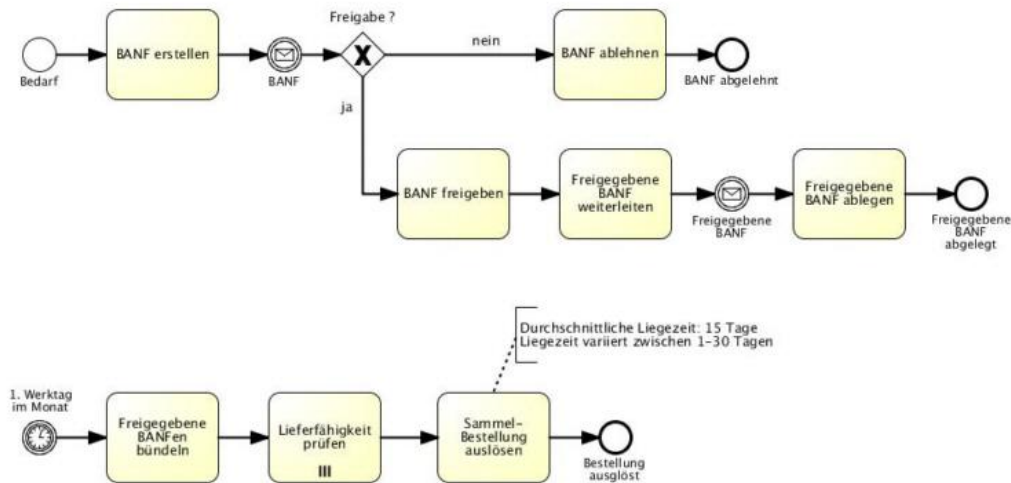 Freigabe ?
nein
BANF erstellen
BANF ablehnen
Bedarf
BANF
BANF abgelehnt
ja
BANF freigeben
Freigegebene
BANF
weiterleiten
Freigegebene
BANF ablegen
Freigegebene
BANF
Freigegebene
BANF
abgelegt
Durchschnittliche Liegezeit: 15 Tage
Liegezeit variiert zwischen 1-30 Tagen
1. Werktag
im Monat
Freigegebene
BANFen
bündeln
Lieferfähigkeit
prüfen
Sammel-
Bestellung
auslösen
Bestellung
ausglöst